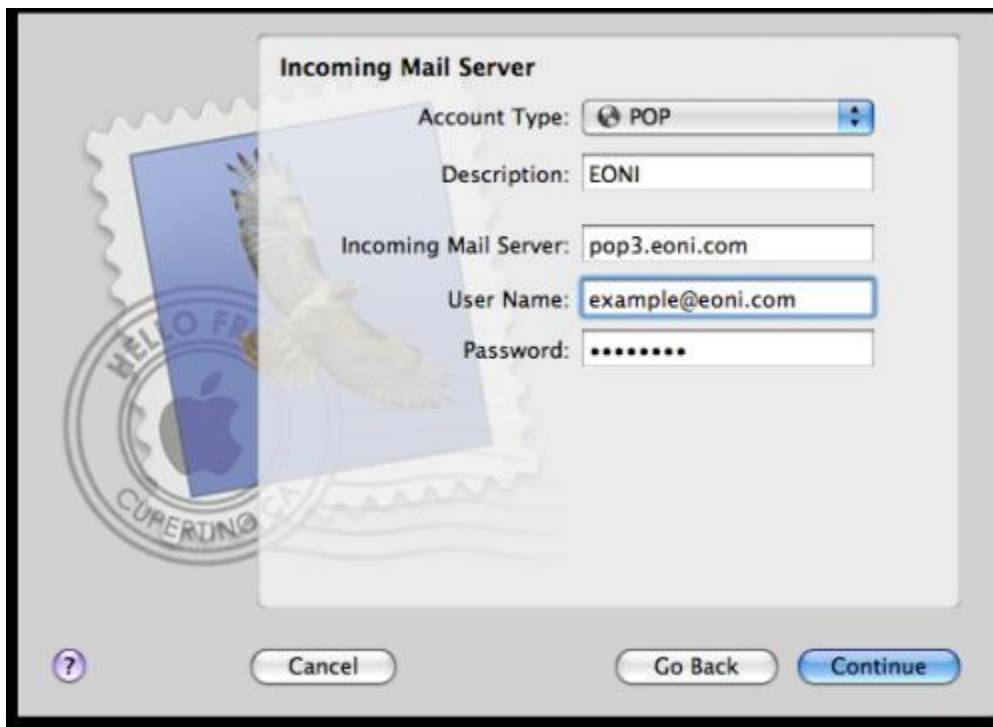 Incoming Mail Server
Account Type: POP
Description: EONI
Incoming Mail Server: pop3.eoni.com
User Name: example@eoni.com
Password: ••••••••
HELLO FR
CUPERTINO CA
? Cancel Go Back Continue